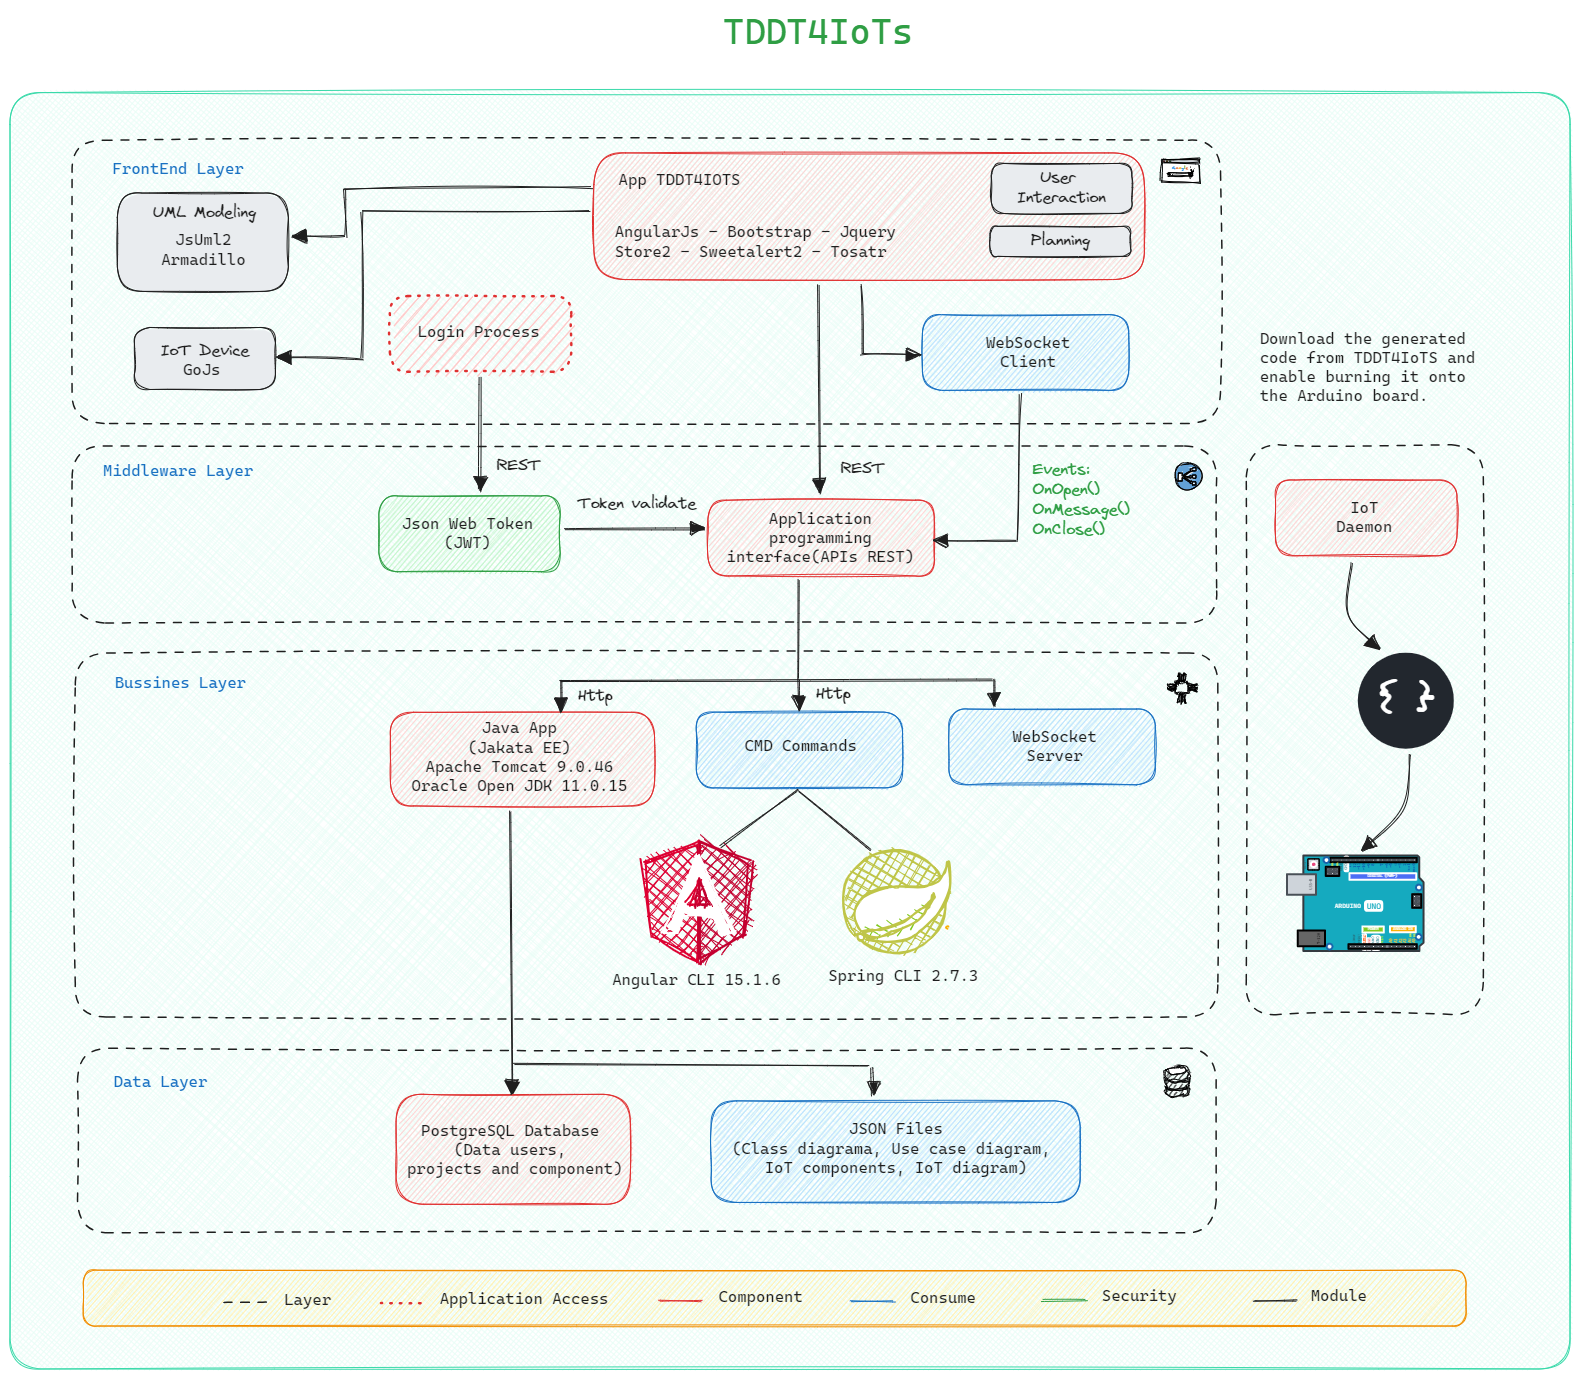 TDDT4IoTs
FrontEnd Layer
UML Modeling
JsUml2
Armadillo
IoT Device
GoJs
Login Process
App TDDT4IOTS
AngularJs - Bootstrap - Jquery
Store2 - Sweetalert2 - Tosatr
User
Interaction
Planning
WebSocket
Client
Download the generated
code from TDDT4IoTS and
enable burning it onto
the Arduino board.
Middleware Layer
REST
REST
Json Web Token
(JWT)
Token validate
Application
programming
interface(APIs REST)
Events:
OnOpen()
OnMessage()
OnClose()
IoT
Daemon
Bussines Layer
Http
Http
Java App
(Jakata EE)
Apache Tomcat 9.0.46
Oracle Open JDK 11.0.15
CMD Commands
WebSocket
Server
Angular CLI 15.1.6
Spring CLI 2.7.3
{ }
ARDUINO UNO
Data Layer
PostgreSQL Database
(Data users,
projects and component)
JSON Files
(Class diagrama, Use case diagram,
IoT components, IoT diagram)
Layer
Application Access
Component
Consume
Security
Module